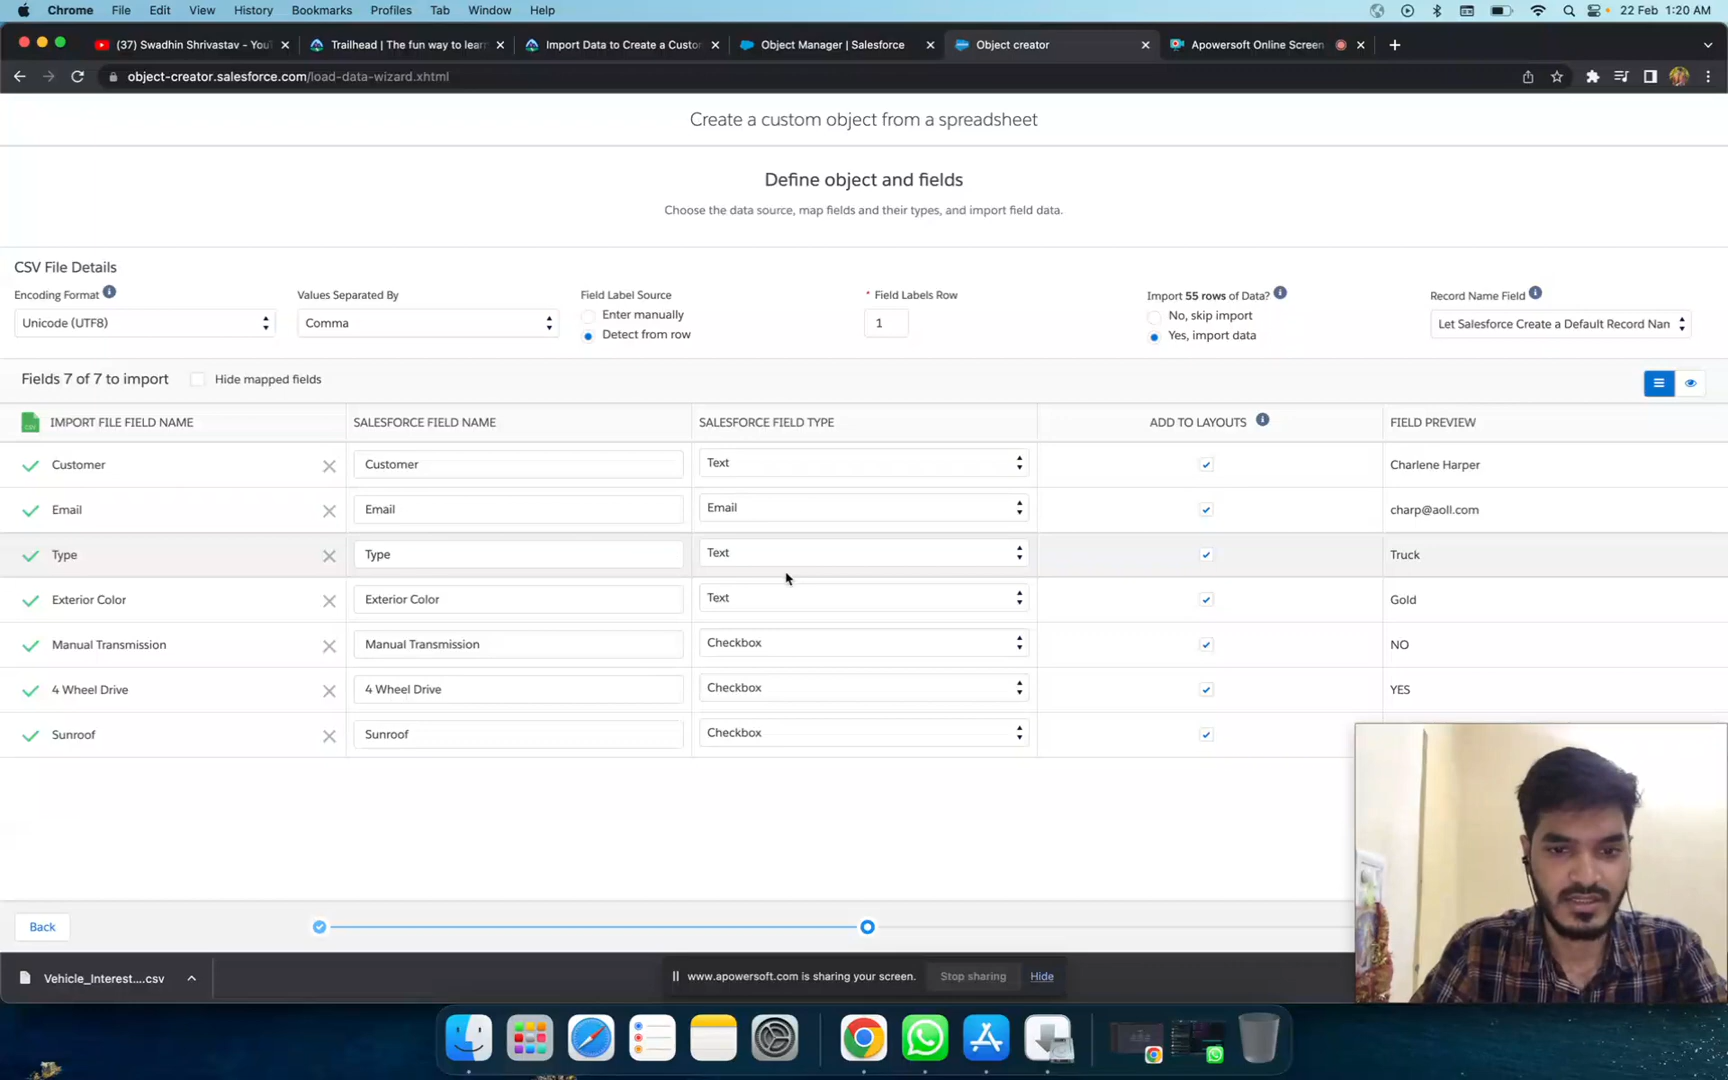 Chrome File Edit View History Bookmarks Profiles Tab Window Help 22 Feb 1:20 AM
(37) Swadhin Shrivastav - You Trailhead | The fun way to learn Import Data to Create a Custo Object Manager | Salesforce Object creator Apowersoft Online Screen
object-creator.salesforce.com/load-data-wizard.xhtml
Create a custom object from a spreadsheet
Define object and fields
Choose the data source, map fields and their types, and import field data.
CSV File Details
Encoding Format Values Separated By Field Label Source * Field Labels Row Import 55 rows of Data? Record Name Field
Unicode (UTF8) Comma Enter manually 1 No, skip import Let Salesforce Create a Default Record Nan
Detect from row Yes, import data
Fields 7 of 7 to import Hide mapped fields
CSV IMPORT FILE FIELD NAME SALESFORCE FIELD NAME SALESFORCE FIELD TYPE ADD TO LAYOUTS FIELD PREVIEW
Customer Customer Text Charlene Harper
Email Email Email charp@aoll.com
Type Type Text Truck
Exterior Color Exterior Color Text Gold
Manual Transmission Manual Transmission Checkbox NO
4 Wheel Drive 4 Wheel Drive Checkbox YES
Sunroof Sunroof Checkbox
Back
Vehicle_Interest....csv www.apowersoft.com is sharing your screen. Stop sharing Hide